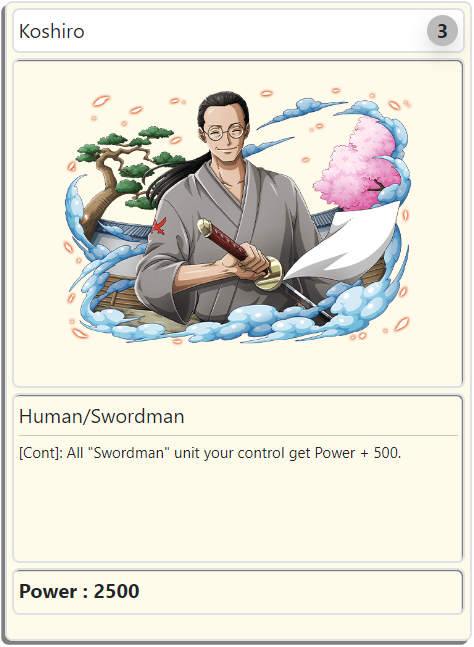 Koshiro
3
Human/Swordman
[Cont]: All "Swordman" unit your control get Power + 500.
Power : 2500